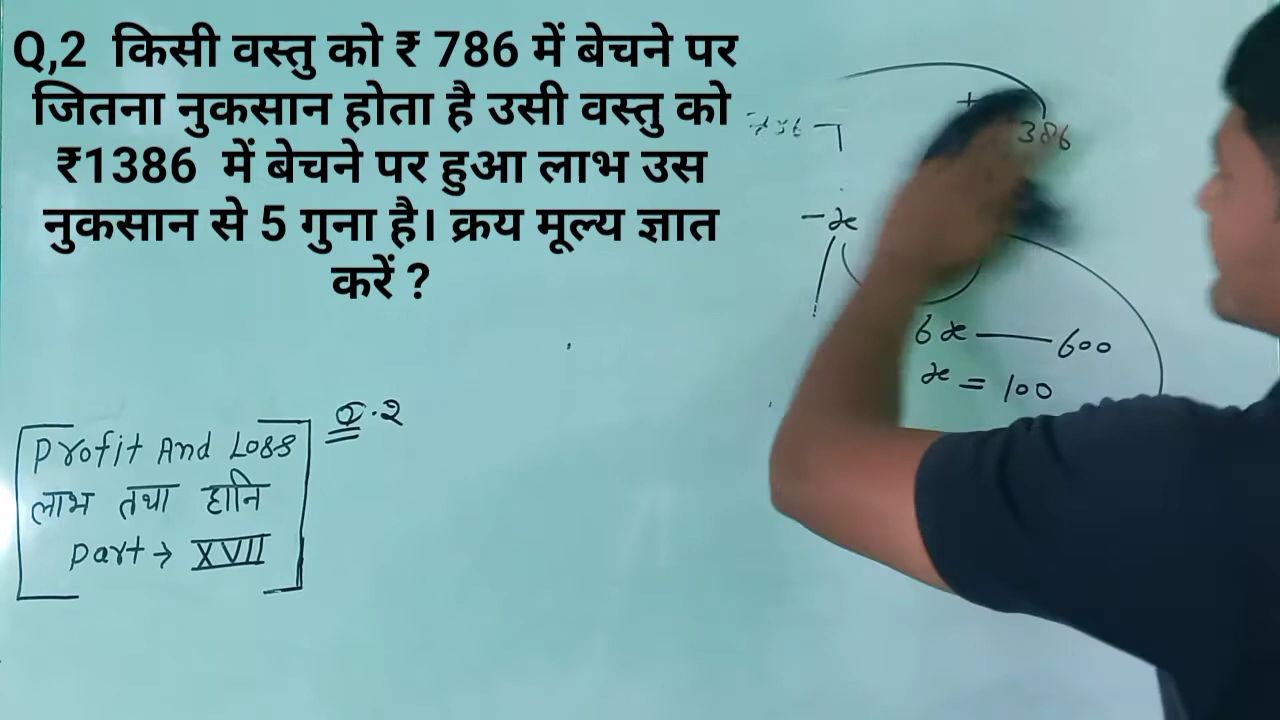 Q,2 किसी वस्तु को ₹ 786 में बेचने पर
जितना नुकसान होता है उसी वस्तु को
₹1386 में बेचने पर हुआ लाभ उस
नुकसान से 5 गुना है। क्रय मूल्य ज्ञात
करें ?
+
386
-x
6x — 600
x = 100
Q.2
Profit And Loss
लाभ तथा हानि
Part → XVII